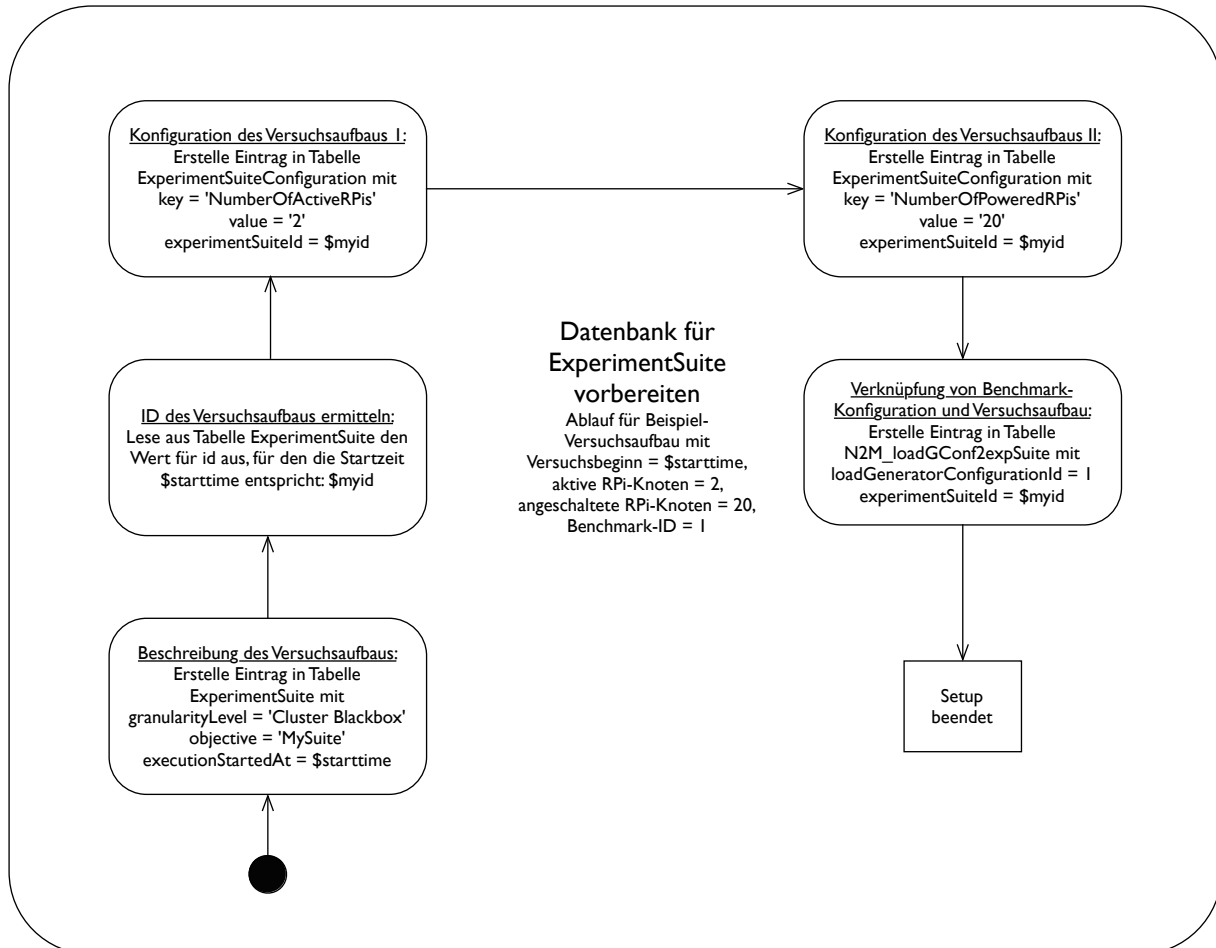 Konfiguration des Versuchsaufbaus I:
Erstelle Eintrag in Tabelle
ExperimentSuiteConfiguration mit
key = 'NumberOfActiveRPis'
value = '2'
experimentSuiteId = $myid
Konfiguration des Versuchsaufbaus II:
Erstelle Eintrag in Tabelle
ExperimentSuiteConfiguration mit
key = 'NumberOfPoweredRPis'
value = '20'
experimentSuiteId = $myid
ID des Versuchsaufbaus ermitteln:
Lese aus Tabelle ExperimentSuite den
Wert für id aus, für den die Startzeit
$starttime entspricht: $myid
Datenbank für
ExperimentSuite
vorbereiten
Ablauf für Beispiel-
Versuchsaufbau mit
Versuchsbeginn = $starttime,
aktive RPi-Knoten = 2,
angeschaltete RPi-Knoten = 20,
Benchmark-ID = 1
Verknüpfung von Benchmark-
Konfiguration und Versuchsaufbau:
Erstelle Eintrag in Tabelle
N2M_loadGConf2expSuite mit
loadGeneratorConfigurationId = 1
experimentSuiteId = $myid
Beschreibung des Versuchsaufbaus:
Erstelle Eintrag in Tabelle
ExperimentSuite mit
granularityLevel = 'Cluster Blackbox'
objective = 'MySuite'
executionStartedAt = $starttime
Setup
beendet